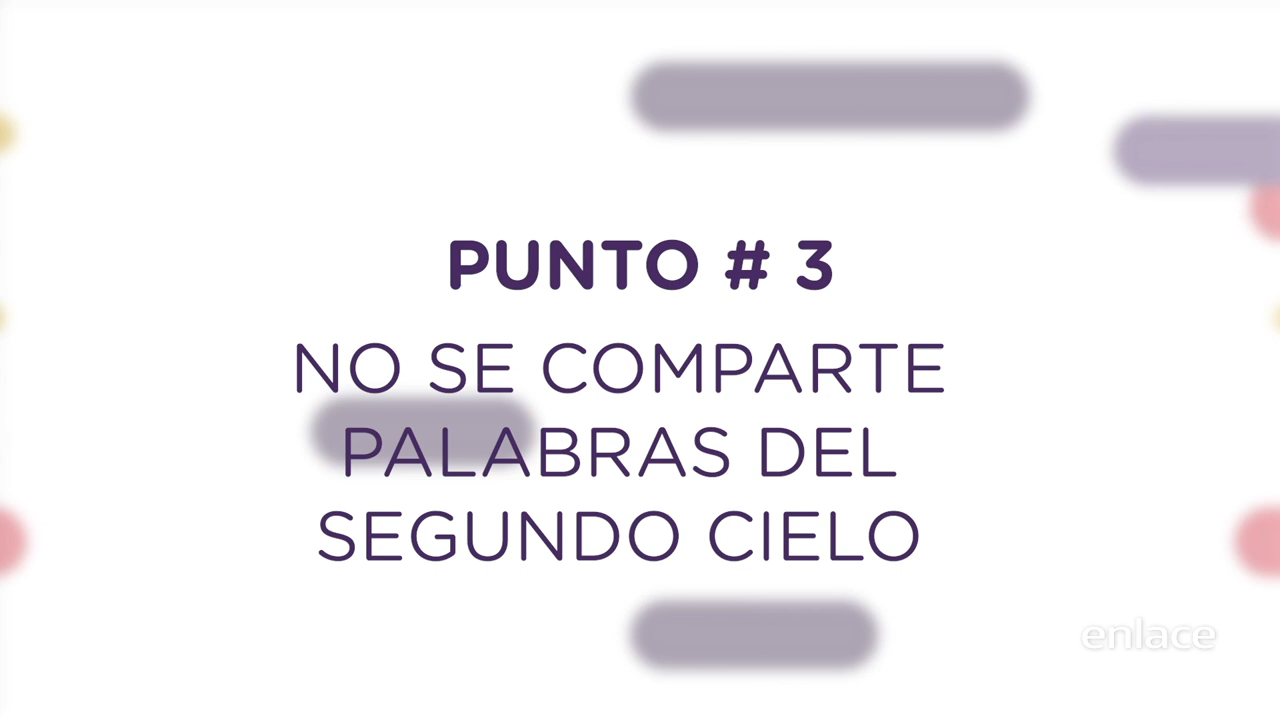 PUNTO # 3
NO SE COMPARTE
PALABRAS DEL
SEGUNDO CIELO
enlace